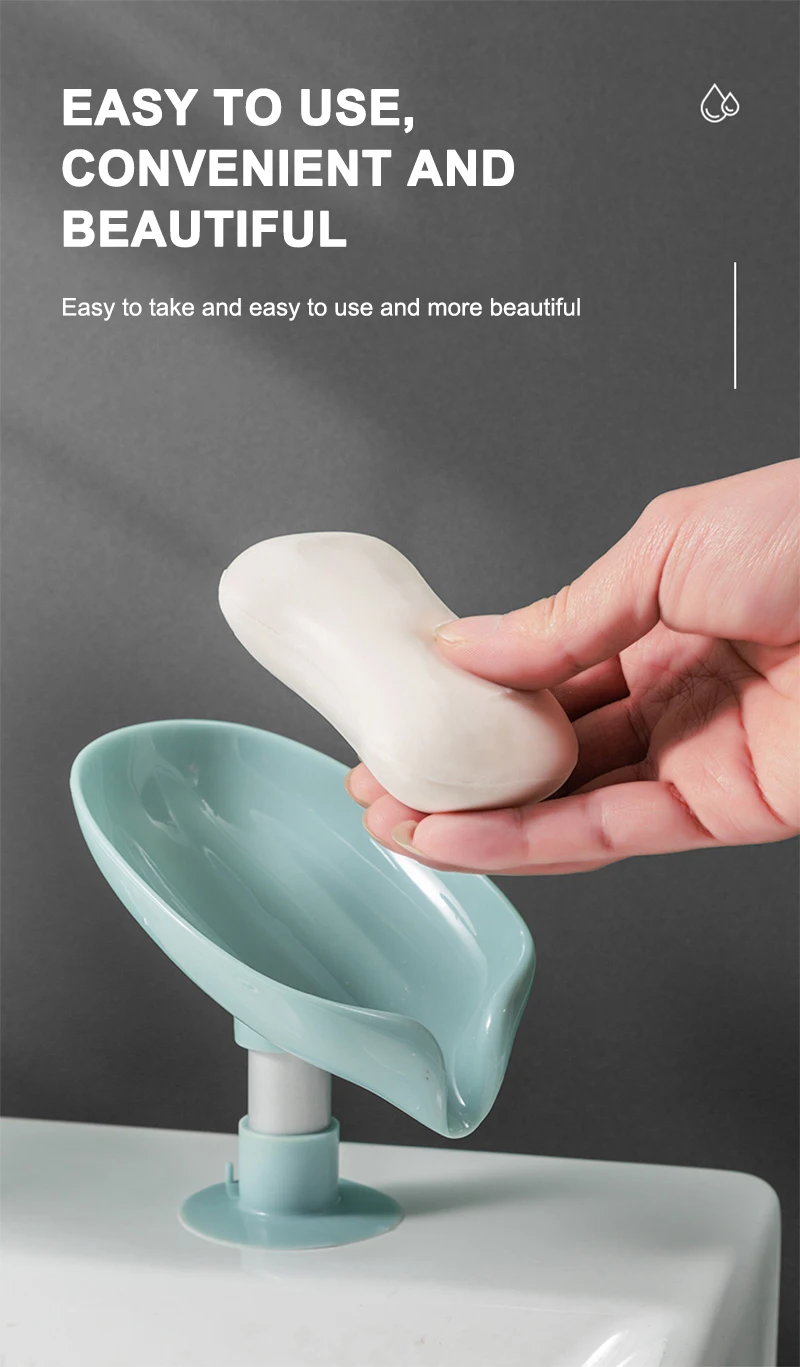 EASY TO USE,
CONVENIENT AND
BEAUTIFUL
Easy to take and easy to use and more beautiful